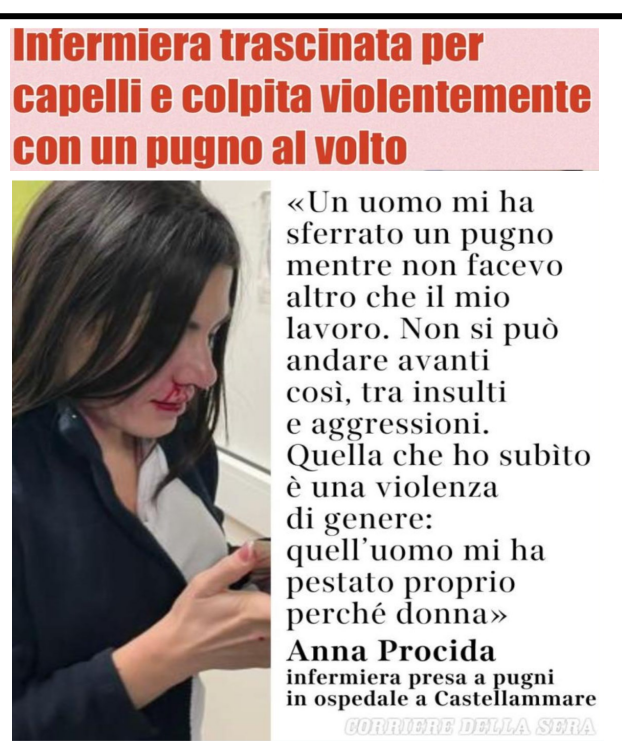 Infermiera trascinata per
capelli e colpita violentemente
con un pugno al volto
«Un uomo mi ha
sferrato un pugno
mentre non facevo
altro che il mio
lavoro. Non si può
andare avanti
così, tra insulti
e aggressioni.
Quella che ho subìto
è una violenza
di genere:
quell’uomo mi ha
pestato proprio
perché donna»
Anna Procida
infermiera presa a pugni
in ospedale a Castellammare
CORRIERE DELLA SERA